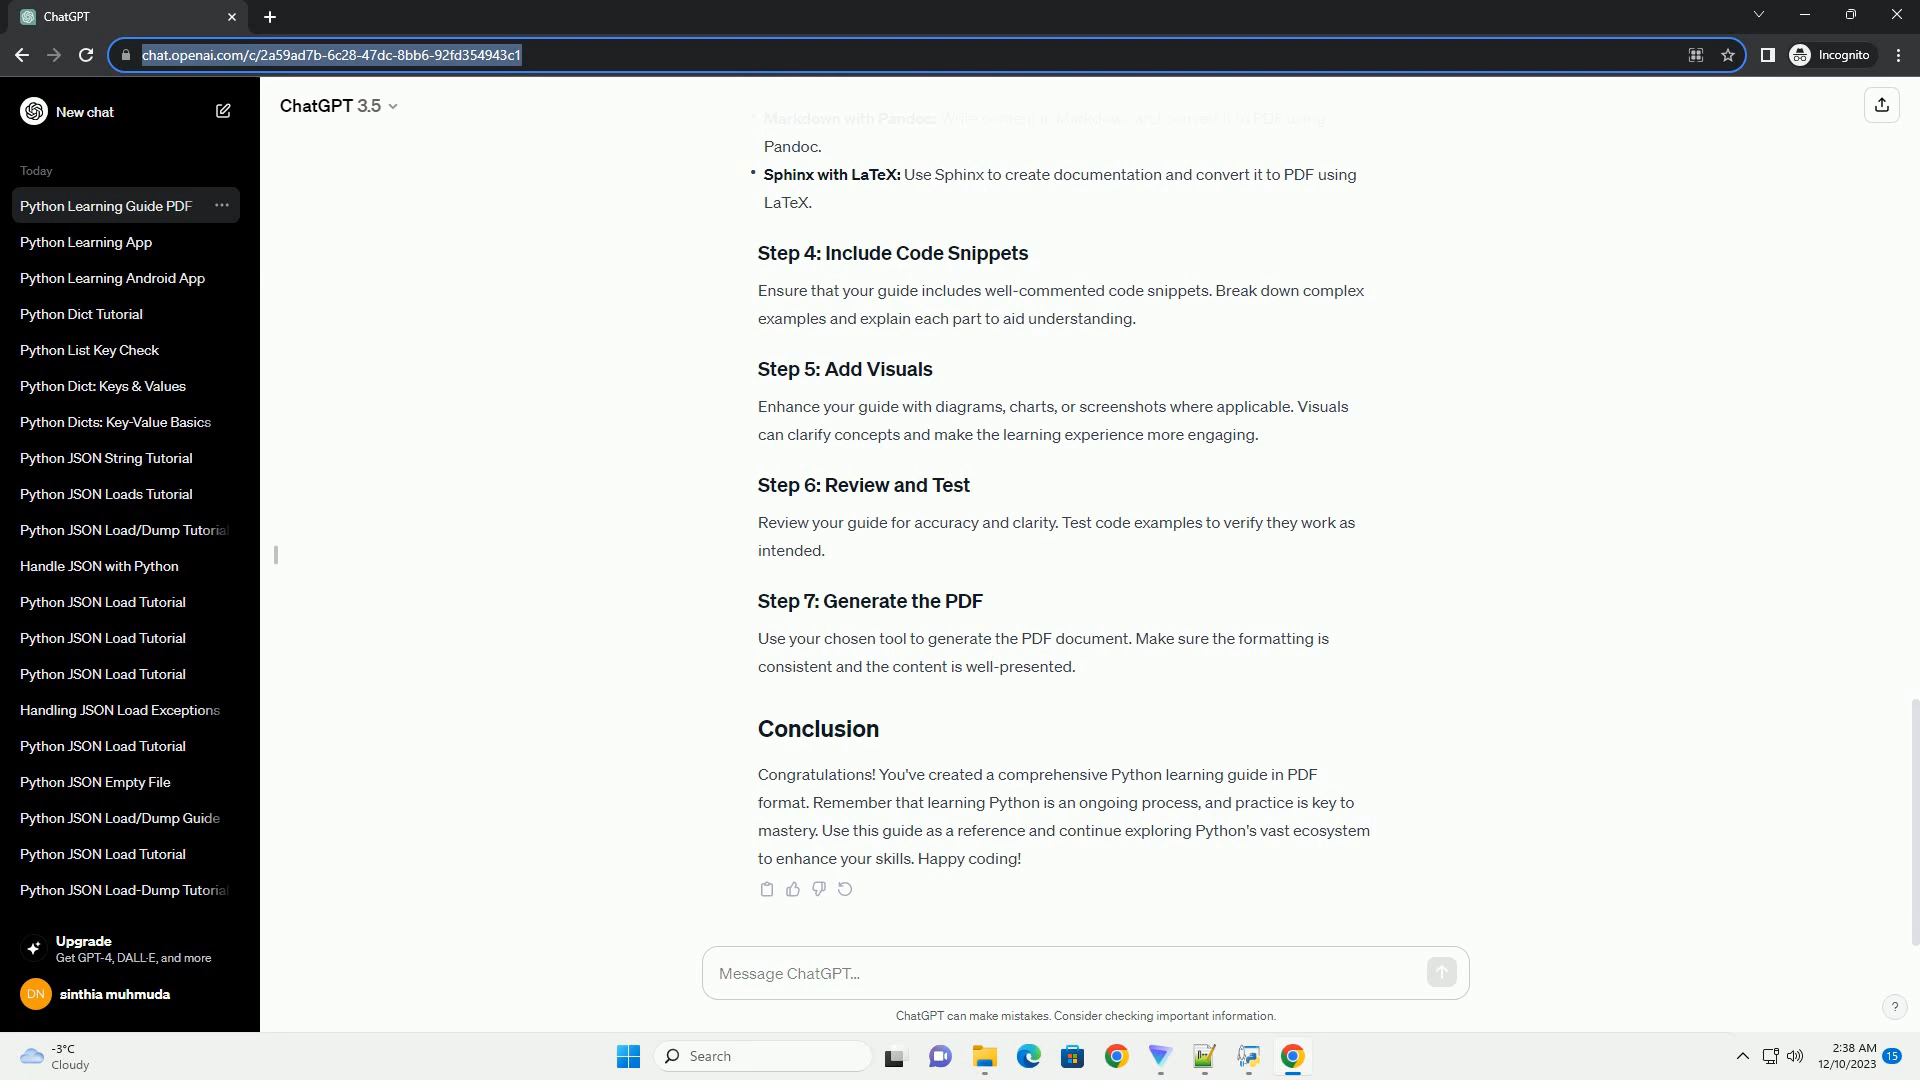 ChatGPT
chat.openai.com/c/2a59ad7b-6c28-47dc-8bb6-92fd354943c1
Incognito
New chat
Today
Python Learning Guide PDF
Python Learning App
Python Learning Android App
Python Dict Tutorial
Python List Key Check
Python Dict: Keys & Values
Python Dicts: Key-Value Basics
Python JSON String Tutorial
Python JSON Loads Tutorial
Python JSON Load/Dump Tutorial
Handle JSON with Python
Python JSON Load Tutorial
Python JSON Load Tutorial
Python JSON Load Tutorial
Handling JSON Load Exceptions
Python JSON Load Tutorial
Python JSON Empty File
Python JSON Load/Dump Guide
Python JSON Load Tutorial
Python JSON Load-Dump Tutorial
Upgrade
Get GPT-4, DALL·E, and more
DN
sinthia muhmuda
ChatGPT 3.5
• Markdown with Pandoc: Write content in Markdown and convert it to PDF using
Pandoc.
• Sphinx with LaTeX: Use Sphinx to create documentation and convert it to PDF using
LaTeX.
Step 4: Include Code Snippets
Ensure that your guide includes well-commented code snippets. Break down complex
examples and explain each part to aid understanding.
Step 5: Add Visuals
Enhance your guide with diagrams, charts, or screenshots where applicable. Visuals
can clarify concepts and make the learning experience more engaging.
Step 6: Review and Test
Review your guide for accuracy and clarity. Test code examples to verify they work as
intended.
Step 7: Generate the PDF
Use your chosen tool to generate the PDF document. Make sure the formatting is
consistent and the content is well-presented.
Conclusion
Congratulations! You've created a comprehensive Python learning guide in PDF
format. Remember that learning Python is an ongoing process, and practice is key to
mastery. Use this guide as a reference and continue exploring Python's vast ecosystem
to enhance your skills. Happy coding!
Message ChatGPT...
ChatGPT can make mistakes. Consider checking important information.
?
-3°C
Cloudy
Search
2:38 AM
12/10/2023
15